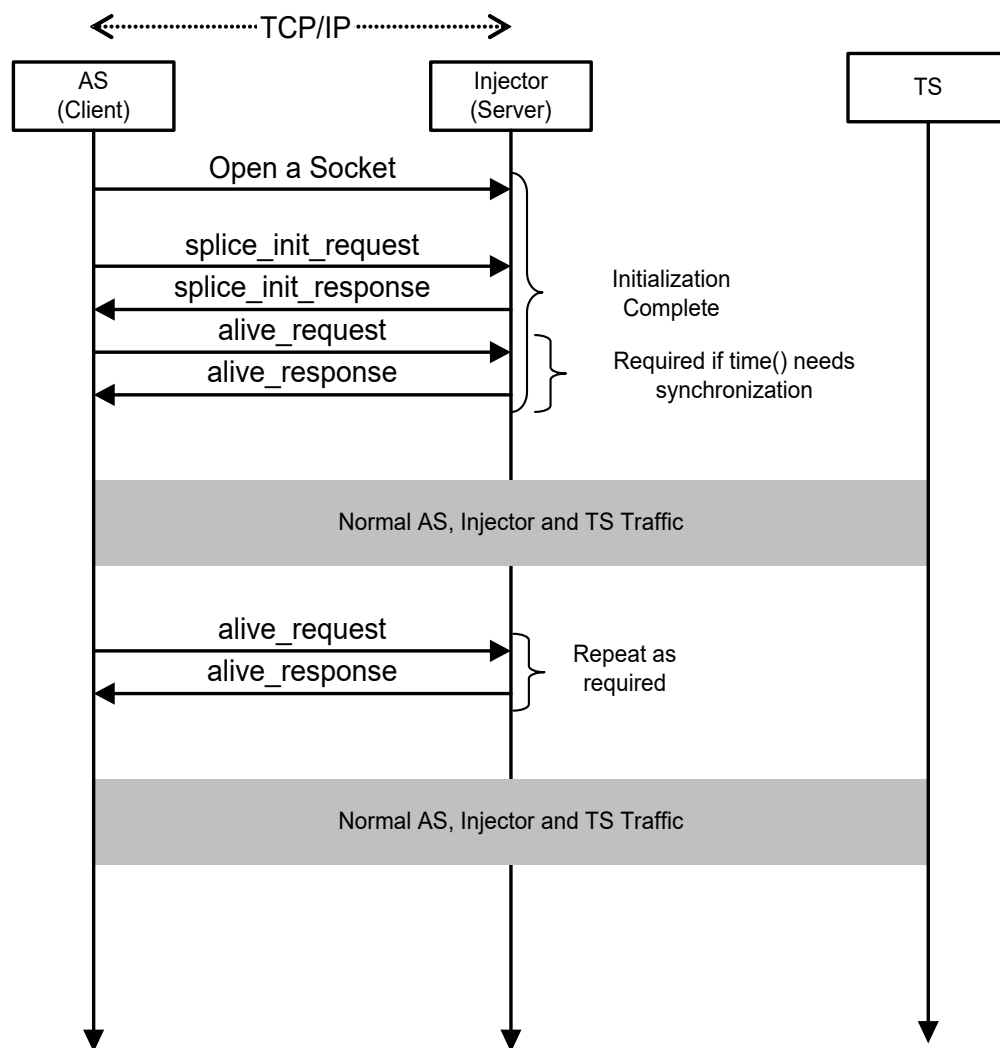 TCP/IP
AS
(Client)
Injector
(Server)
TS
Open a Socket
splice_init_request
splice_init_response
alive_request
alive_response
Initialization
Complete
Required if time() needs
synchronization
Normal AS, Injector and TS Traffic
alive_request
alive_response
Repeat as
required
Normal AS, Injector and TS Traffic